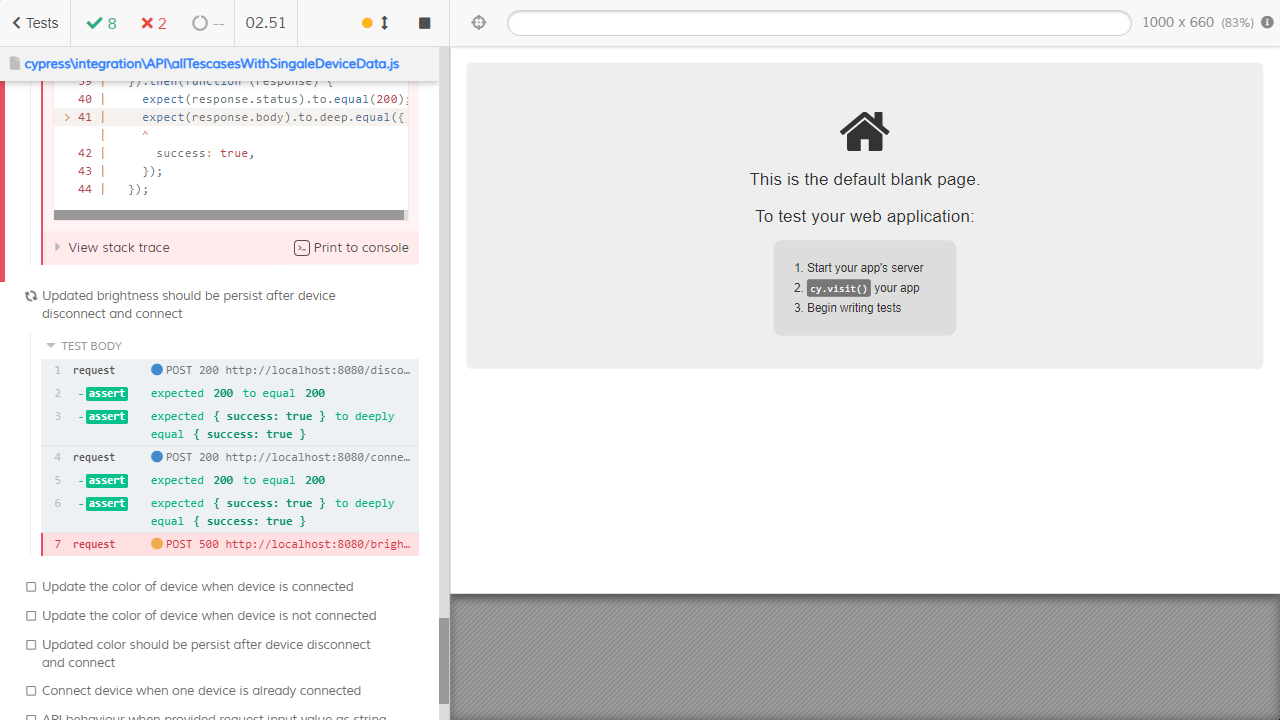 Tests 8 2 -- 02.51
1000 x 660 (83%)
cypress\integration\API\allTescasesWithSingaleDeviceData.js
39 | }).then(function (response) {
40 | expect(response.status).to.equal(200);
> 41 | expect(response.body).to.deep.equal({
| ^
42 | success: true,
43 | });
44 | });
View stack trace Print to console
Updated brightness should be persist after device
disconnect and connect
TEST BODY
1 request POST 200 http://localhost:8080/disco…
2 -assert expected 200 to equal 200
3 -assert expected { success: true } to deeply
equal { success: true }
4 request POST 200 http://localhost:8080/conne…
5 -assert expected 200 to equal 200
6 -assert expected { success: true } to deeply
equal { success: true }
7 request POST 500 http://localhost:8080/brigh…
Update the color of device when device is connected
Update the color of device when device is not connected
Updated color should be persist after device disconnect
and connect
Connect device when one device is already connected
API behaviour when provided request input value as string
This is the default blank page.
To test your web application:
1. Start your app's server
2. cy.visit() your app
3. Begin writing tests